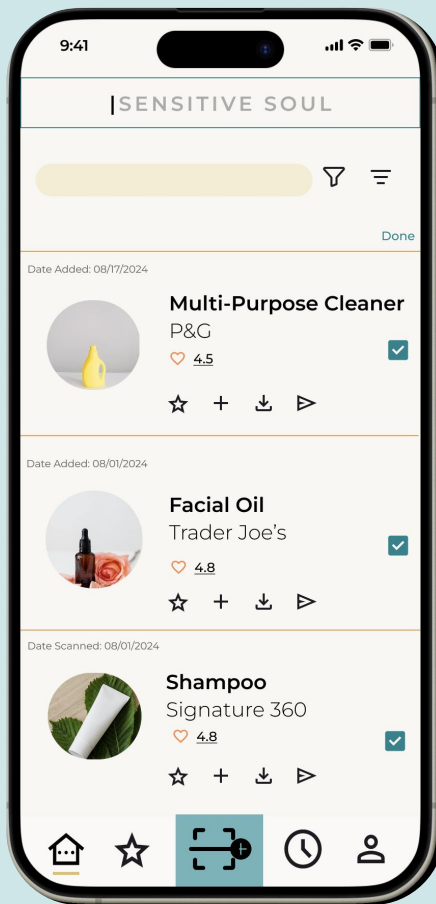 9:41
SENSITIVE SOUL
Done
Date Added: 08/17/2024
Multi-Purpose Cleaner
P&G
4.5
Date Added: 08/01/2024
Facial Oil
Trader Joe’s
4.8
Date Scanned: 08/01/2024
Shampoo
Signature 360
4.8